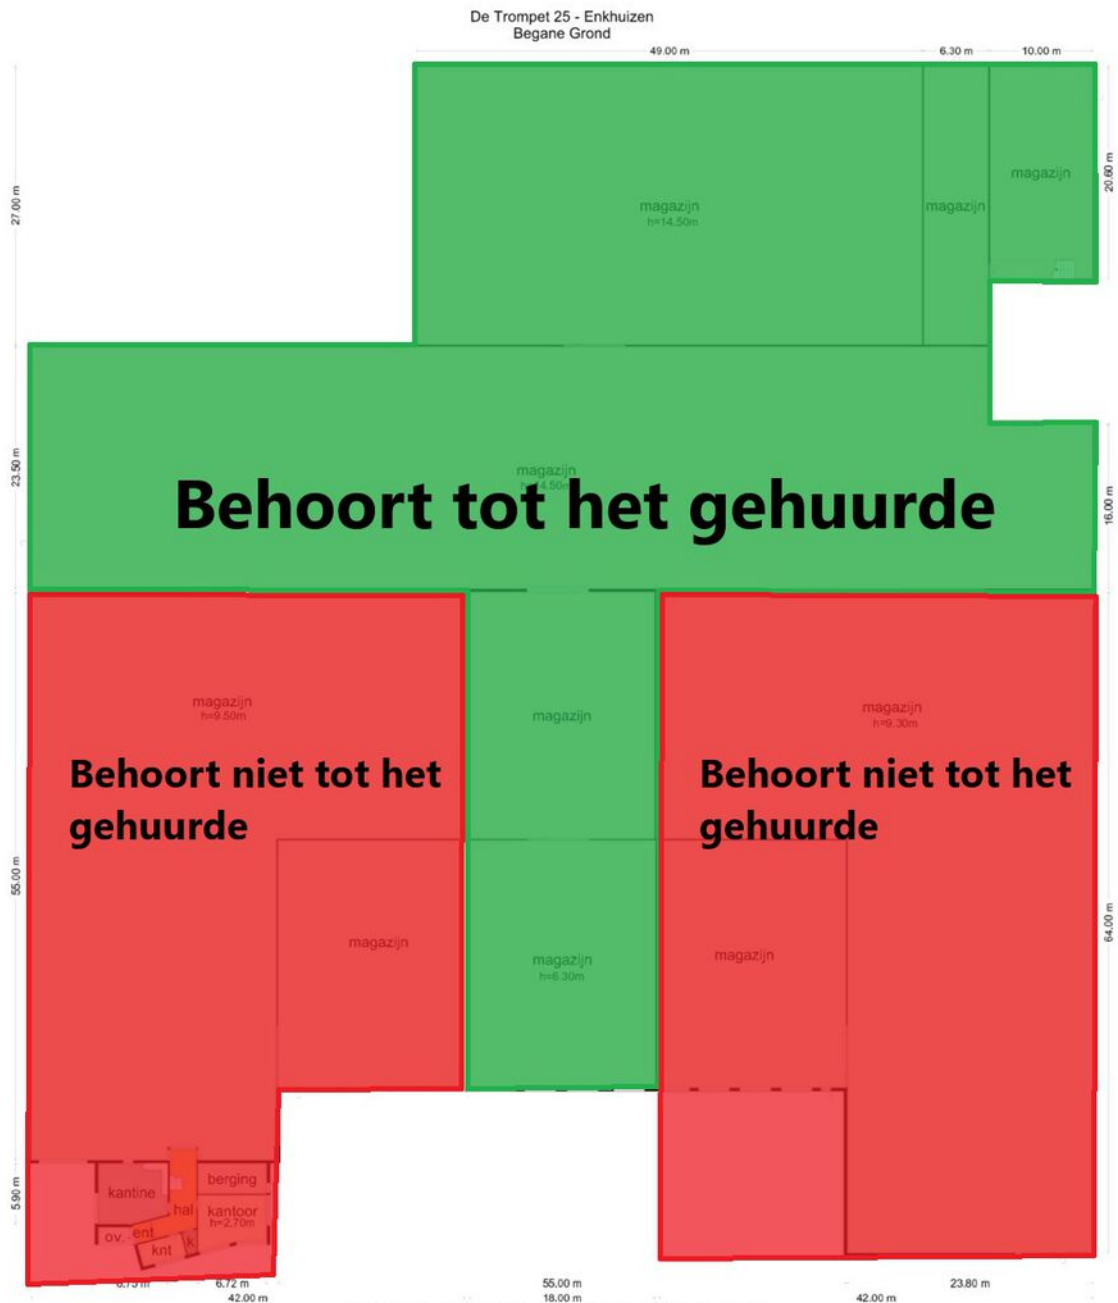 De Trompet 25 - Enkhuizen
Begane Grond
49.00 m
6.30 m
10.00 m
27.00 m
20.60 m
magazijn
h=14.50m
magazijn
magazijn
23.50 m
16.00 m
magazijn
Behoort tot het gehuurde
magazijn
h=9.50m
magazijn
magazijn
h=9.30m
Behoort niet tot het
gehuurde
Behoort niet tot het
gehuurde
55.00 m
64.00 m
magazijn
magazijn
h=6.30m
magazijn
5.90 m
kantine
berging
hal
kantoor
h=2.70m
ov.
ent
knt
k
6.72 m
55.00 m
23.80 m
42.00 m
18.00 m
42.00 m